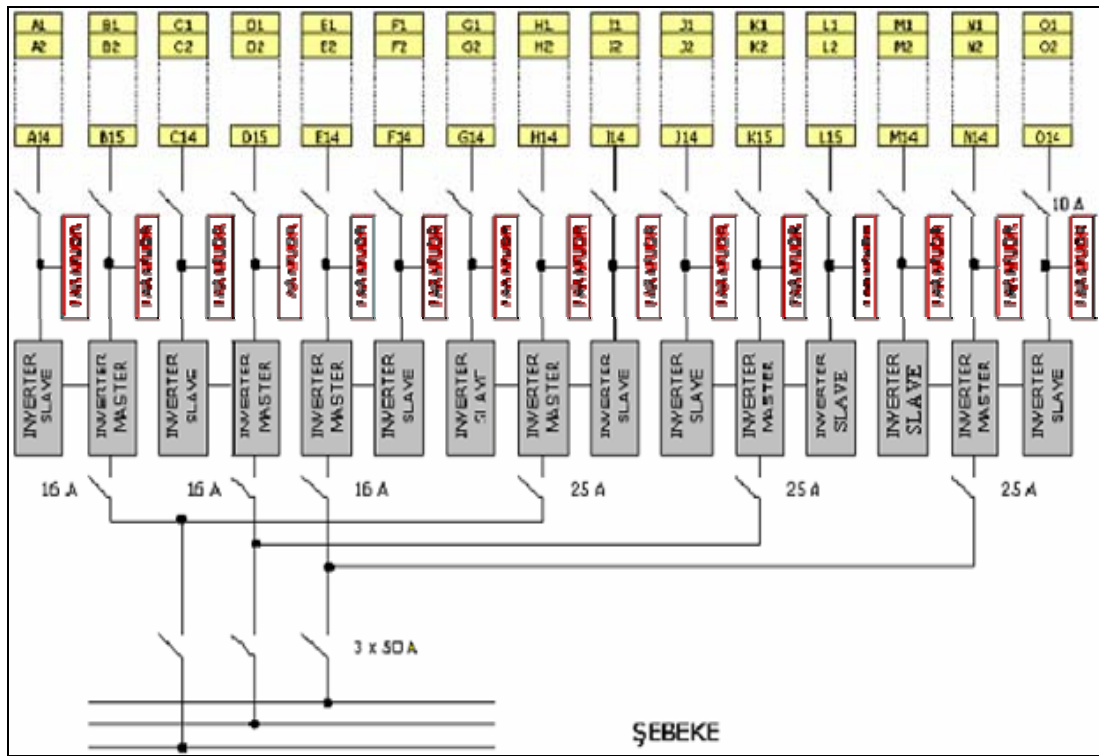 A1 B1 C1 D1 E1 F1 G1 H1 I1 J1 K1 L1 M1 N1 O1
A2 B2 C2 D2 E2 F2 G2 H2 I2 J2 K2 L2 M2 N2 O2
A14 B15 C14 D15 E14 F14 G14 H14 I14 J14 K15 L15 M14 N14 O14
10 A
INVERTER
SLAVE
INVERTER
MASTER
INVERTER
SLAVE
INVERTER
MASTER
INVERTER
MASTER
INVERTER
SLAVE
INVERTER
SLAVE
INVERTER
MASTER
INVERTER
SLAVE
INVERTER
SLAVE
INVERTER
MASTER
INVERTER
SLAVE
INVERTER
SLAVE
INVERTER
MASTER
INVERTER
SLAVE
16 A 16 A 16 A 25 A 25 A 25 A
3 x 50 A
ŞEBEKE